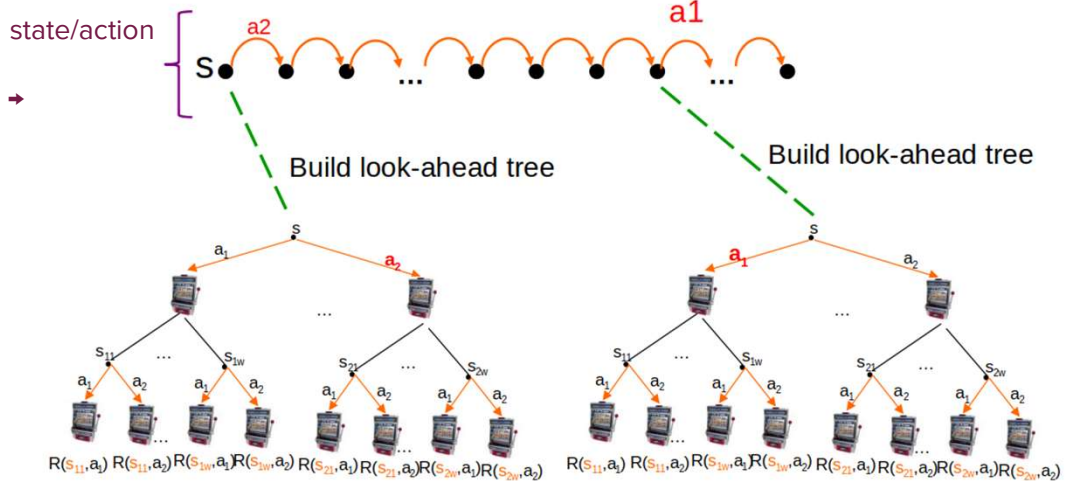 state/action
a2
a1
s
...
...
Build look-ahead tree
Build look-ahead tree
s
a₁
a₂
...
s₁₁
...
s₁w
s₂₁
...
s₂w
a₁
a₂
a₁
a₂
a₁
a₂
a₁
a₂
...
...
R(s₁₁,a₁) R(s₁₁,a₂) R(s₁w,a₁) R(s₁w,a₂) R(s₂₁,a₁) R(s₂₁,a₂) R(s₂w,a₁) R(s₂w,a₂)
s
a₁
a₂
...
s₁₁
...
s₁w
s₂₁
...
s₂w
a₁
a₂
a₁
a₂
a₁
a₂
a₁
a₂
...
...
R(s₁₁,a₁) R(s₁₁,a₂) R(s₁w,a₁) R(s₁w,a₂) R(s₂₁,a₁) R(s₂₁,a₂) R(s₂w,a₁) R(s₂w,a₂)